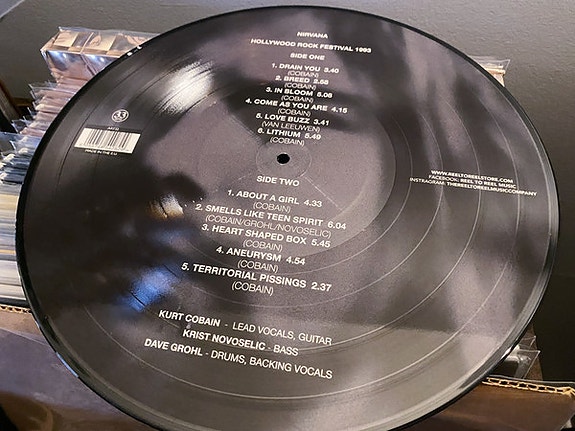 NIRVANA
HOLLYWOOD ROCK FESTIVAL 1993
SIDE ONE
1. DRAIN YOU 3.40
(COBAIN)
2. BREED 2.58
(COBAIN)
3. IN BLOOM 5.08
(COBAIN)
4. COME AS YOU ARE 4.15
(COBAIN)
5. LOVE BUZZ 3.41
(VAN LEEUWEN)
6. LITHIUM 5.49
(COBAIN)
33
MADE IN THE EU
SIDE TWO
1. ABOUT A GIRL 4.33
(COBAIN)
2. SMELLS LIKE TEEN SPIRIT 6.04
(COBAIN/GROHL/NOVOSELIC)
3. HEART SHAPED BOX 5.45
(COBAIN)
4. ANEURYSM 4.54
(COBAIN)
5. TERRITORIAL PISSINGS 2.37
(COBAIN)
WWW.REELTOREELSTORE.COM
FACEBOOK: REEL TO REEL MUSIC
INSTRAGRAM: THEREELTOREELMUSICCOMPANY
KURT COBAIN - LEAD VOCALS, GUITAR
KRIST NOVOSELIC - BASS
DAVE GROHL - DRUMS, BACKING VOCALS